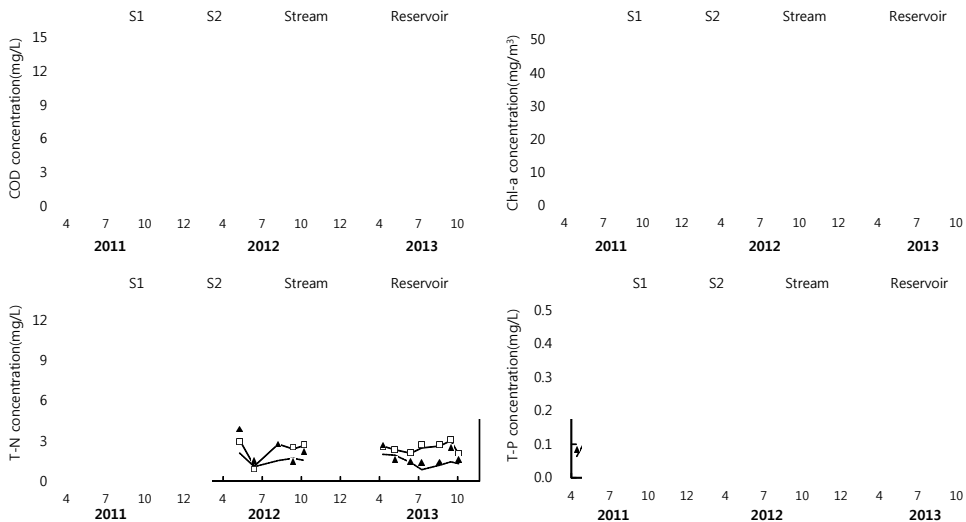 S1 S2 Stream Reservoir
COD concentration(mg/L)
15
12
9
6
3
0
4 7 10 12 4 7 10 12 4 7 10
2011 2012 2013
S1 S2 Stream Reservoir
Chl-a concentration(mg/m³)
50
40
30
20
10
0
4 7 10 12 4 7 10 12 4 7 10
2011 2012 2013
S1 S2 Stream Reservoir
T-N concentration(mg/L)
12
9
6
3
0
4 7 10 12 4 7 10 12 4 7 10
2011 2012 2013
S1 S2 Stream Reservoir
T-P concentration(mg/L)
0.5
0.4
0.3
0.2
0.1
0.0
4 7 10 12 4 7 10 12 4 7 10
2011 2012 2013